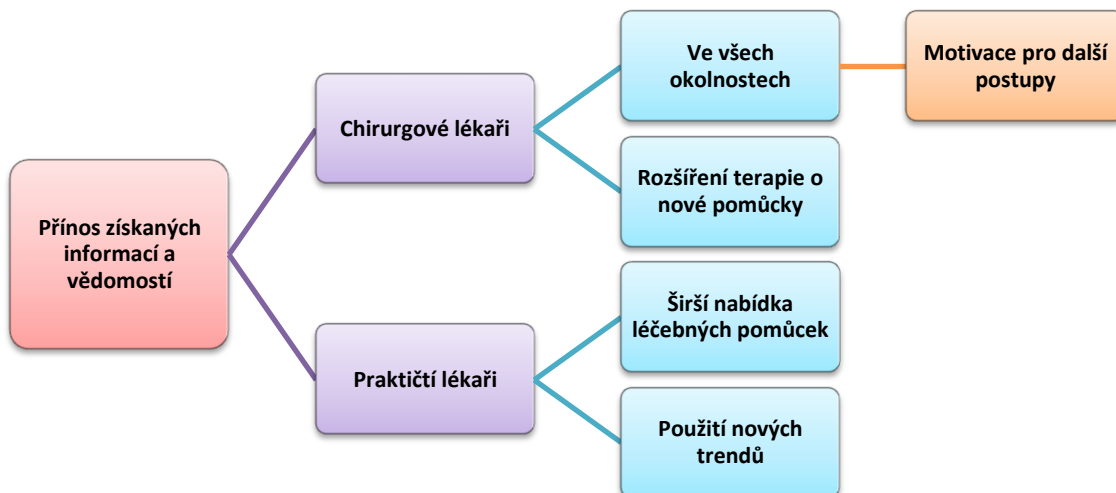 Přínos získaných
informací a
vědomostí
Chirurgové lékaři
Ve všech
okolnostech
Motivace pro další
postupy
Rozšíření terapie o
nové pomůcky
Praktičtí lékaři
Širší nabídka
léčebných pomůcek
Použití nových
trendů